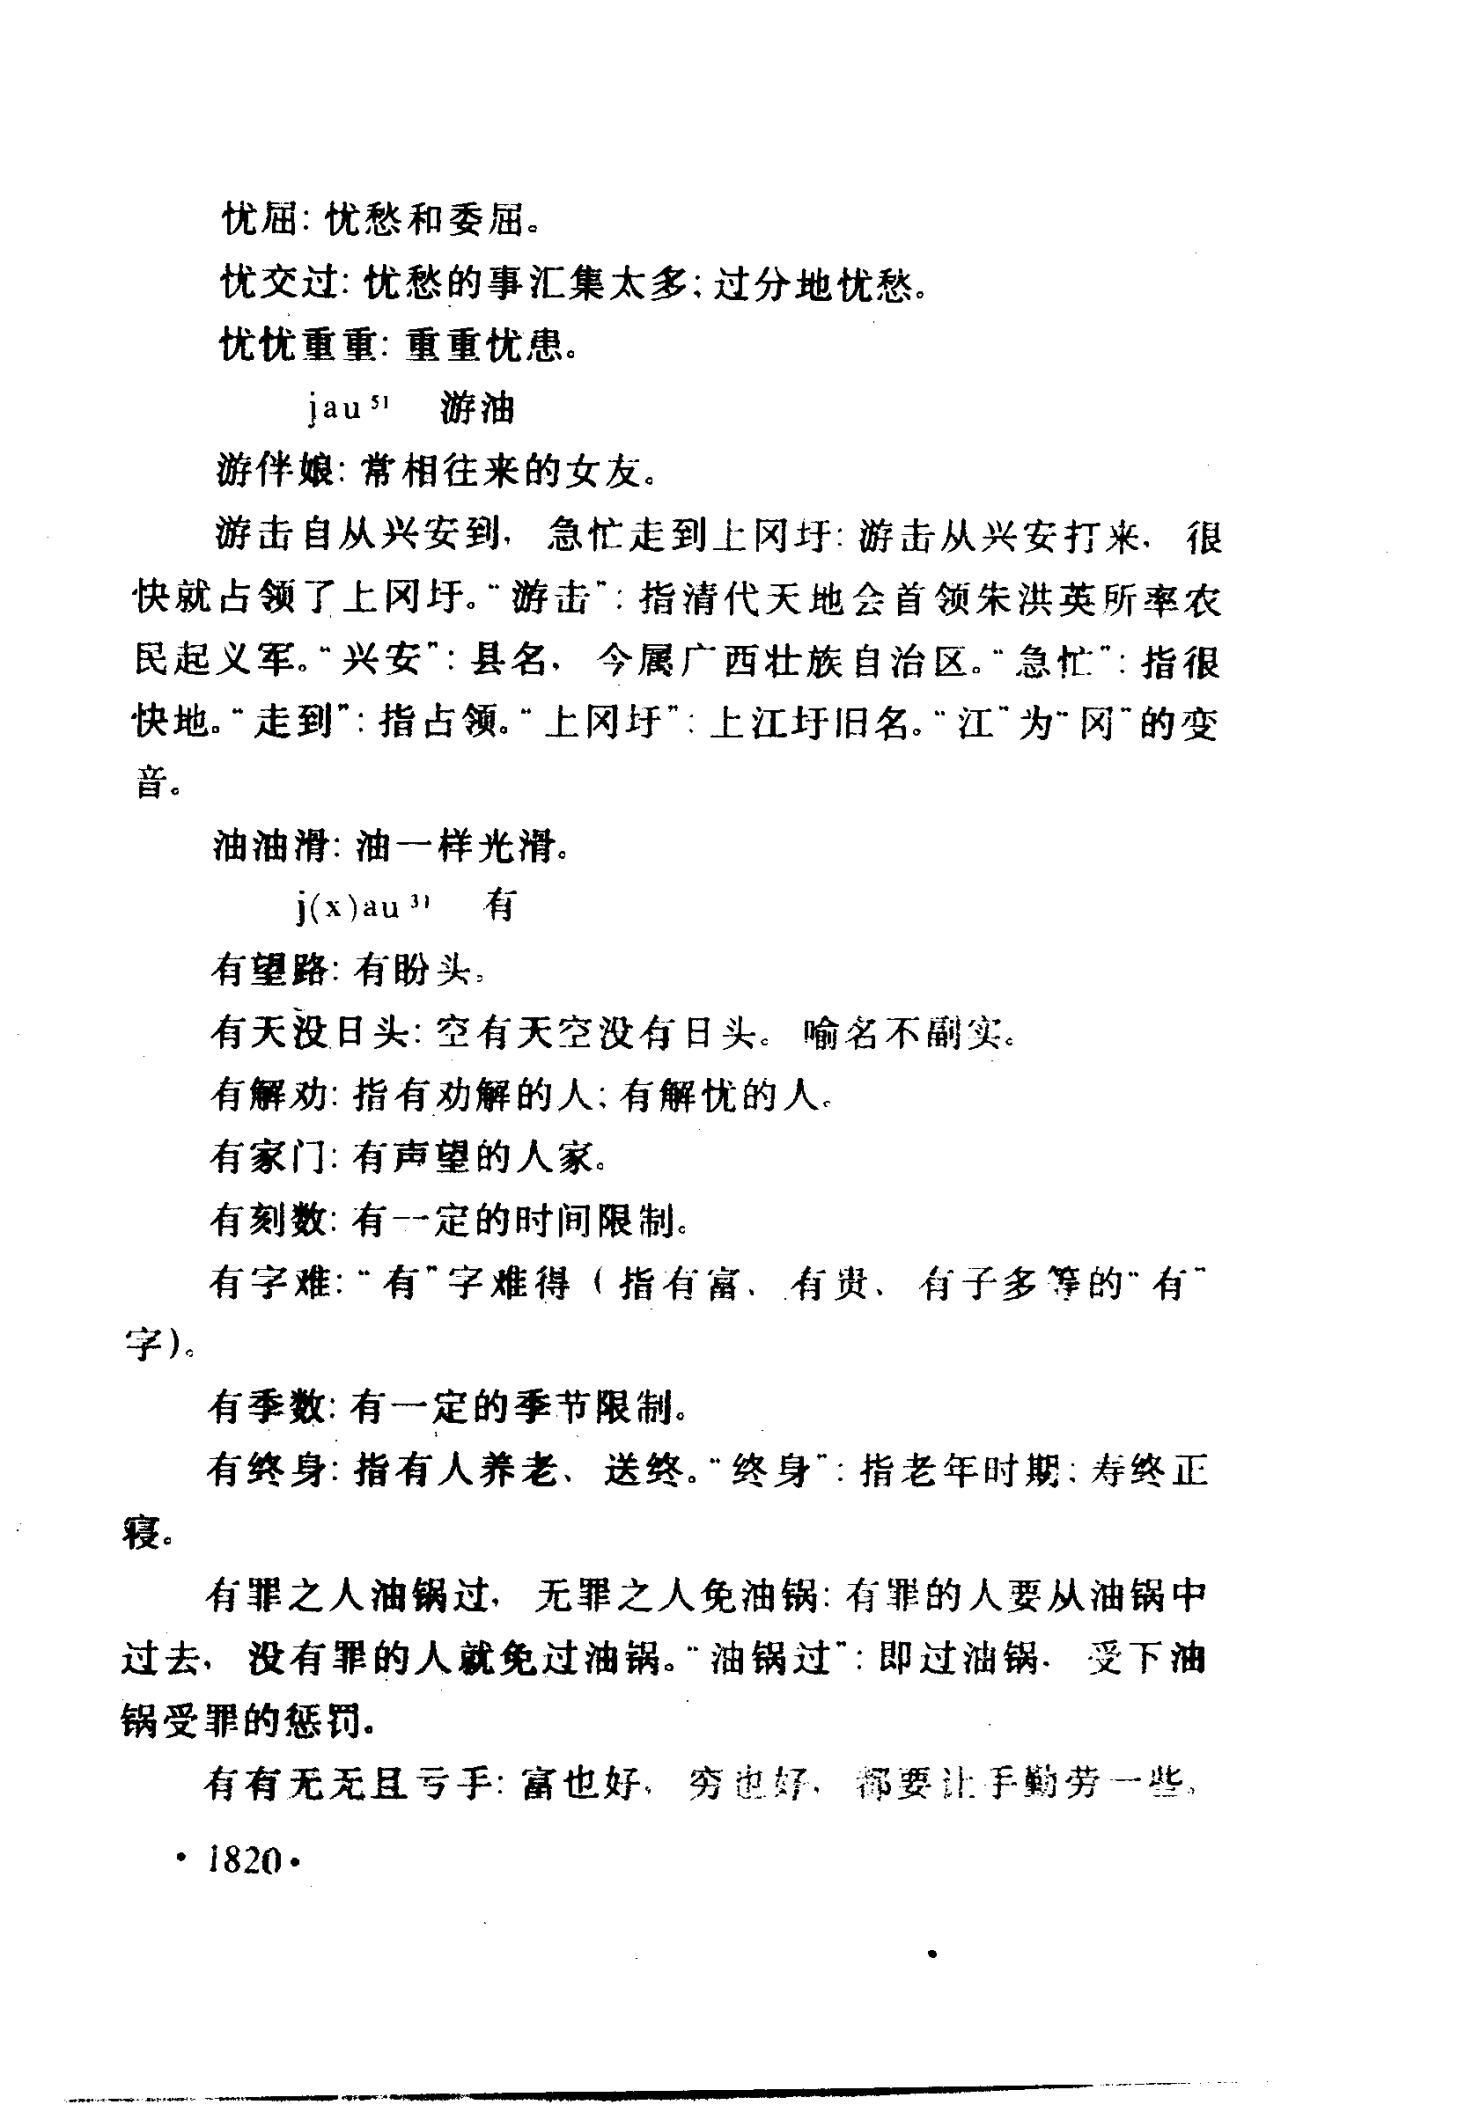 忧屈：忧愁和委屈。
忧交过：忧愁的事汇集太多；过分地忧愁。
忧忧重重：重重忧患。
jau⁵¹　游油
游伴娘：常相往来的女友。
游击自从兴安到，急忙走到上冈圩：游击从兴安打来，很
快就占领了上冈圩。“游击”：指清代天地会首领朱洪英所率农
民起义军。“兴安”：县名，今属广西壮族自治区。“急忙”：指很
快地。“走到”：指占领。“上冈圩”：上江圩旧名。“江”为“冈”的变
音。
油油滑：油一样光滑。
j(x)au³¹　有
有望路：有盼头。
有天没日头：空有天空没有日头。喻名不副实。
有解劝：指有劝解的人；有解忧的人。
有家门：有声望的人家。
有刻数：有一定的时间限制。
有字难：“有”字难得（指有富、有贵、有子多等的“有”
字）。
有季数：有一定的季节限制。
有终身：指有人养老、送终。“终身”：指老年时期；寿终正
寝。
有罪之人油锅过，无罪之人免油锅：有罪的人要从油锅中
过去，没有罪的人就免过油锅。“油锅过”：即过油锅，受下油
锅受罪的惩罚。
有有无无且亏手：富也好，穷也好，都要让手勤劳一些。
·1820·